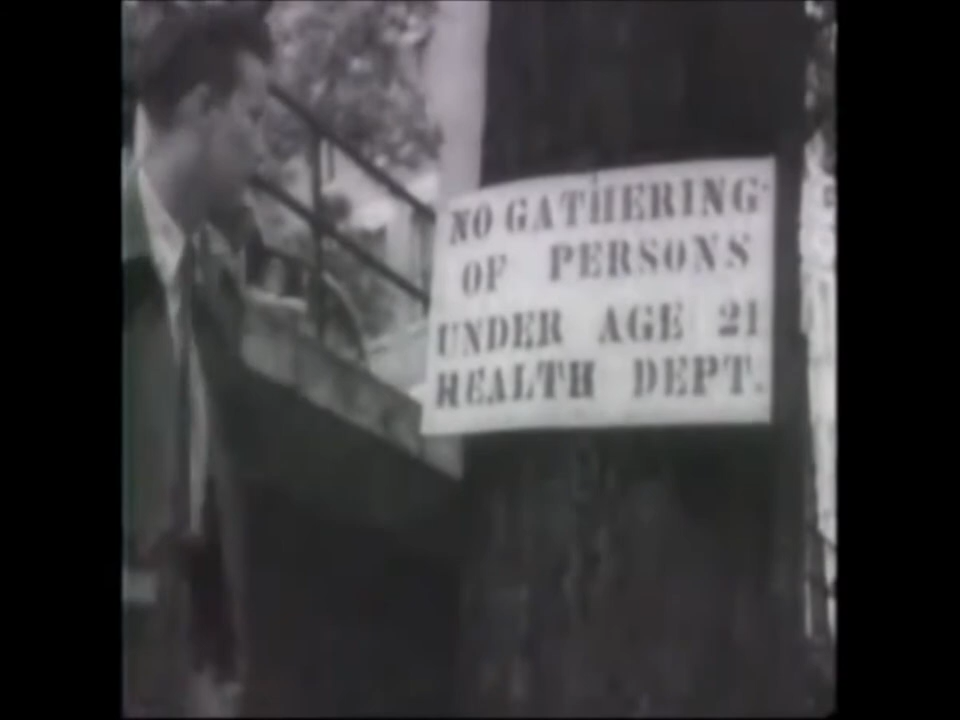 NO GATHERING
OF PERSONS
UNDER AGE 21
HEALTH DEPT.